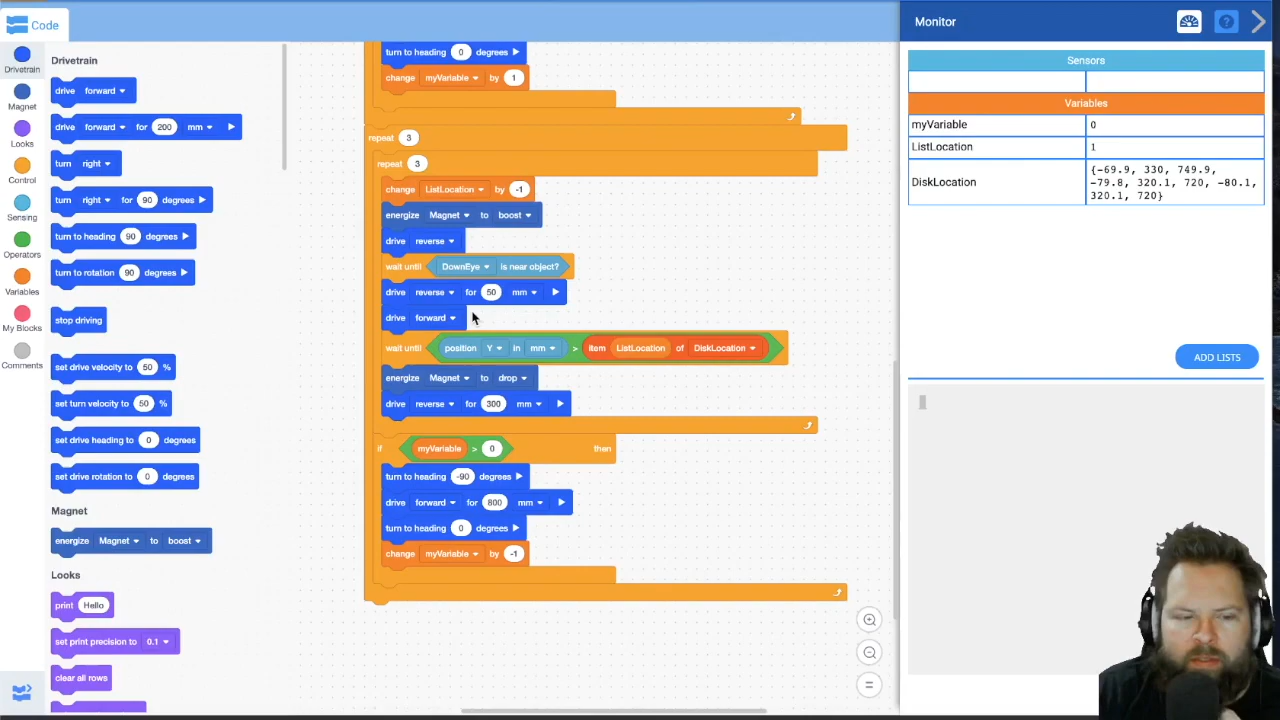 Code
Monitor
?
Drivetrain
Magnet
Looks
Control
Sensing
Operators
Variables
My Blocks
Comments
Drivetrain
drive forward
drive forward for 200 mm
turn right
turn right for 90 degrees
turn to heading 90 degrees
turn to rotation 90 degrees
stop driving
set drive velocity to 50 %
set turn velocity to 50 %
set drive heading to 0 degrees
set drive rotation to 0 degrees
Magnet
energize Magnet to boost
Looks
print Hello
set print precision to 0.1
clear all rows
turn to heading 0 degrees
change myVariable by 1
repeat 3
repeat 3
change ListLocation by -1
energize Magnet to boost
drive reverse
wait until DownEye is near object?
drive reverse for 50 mm
drive forward
wait until position Y in mm > item ListLocation of DiskLocation
energize Magnet to drop
drive reverse for 300 mm
if myVariable > 0 then
turn to heading -90 degrees
drive forward for 800 mm
turn to heading 0 degrees
change myVariable by -1
Sensors
Variables
myVariable 0
ListLocation 1
DiskLocation {-69.9, 330, 749.9,
-79.8, 320.1, 720, -80.1,
320.1, 720}
ADD LISTS